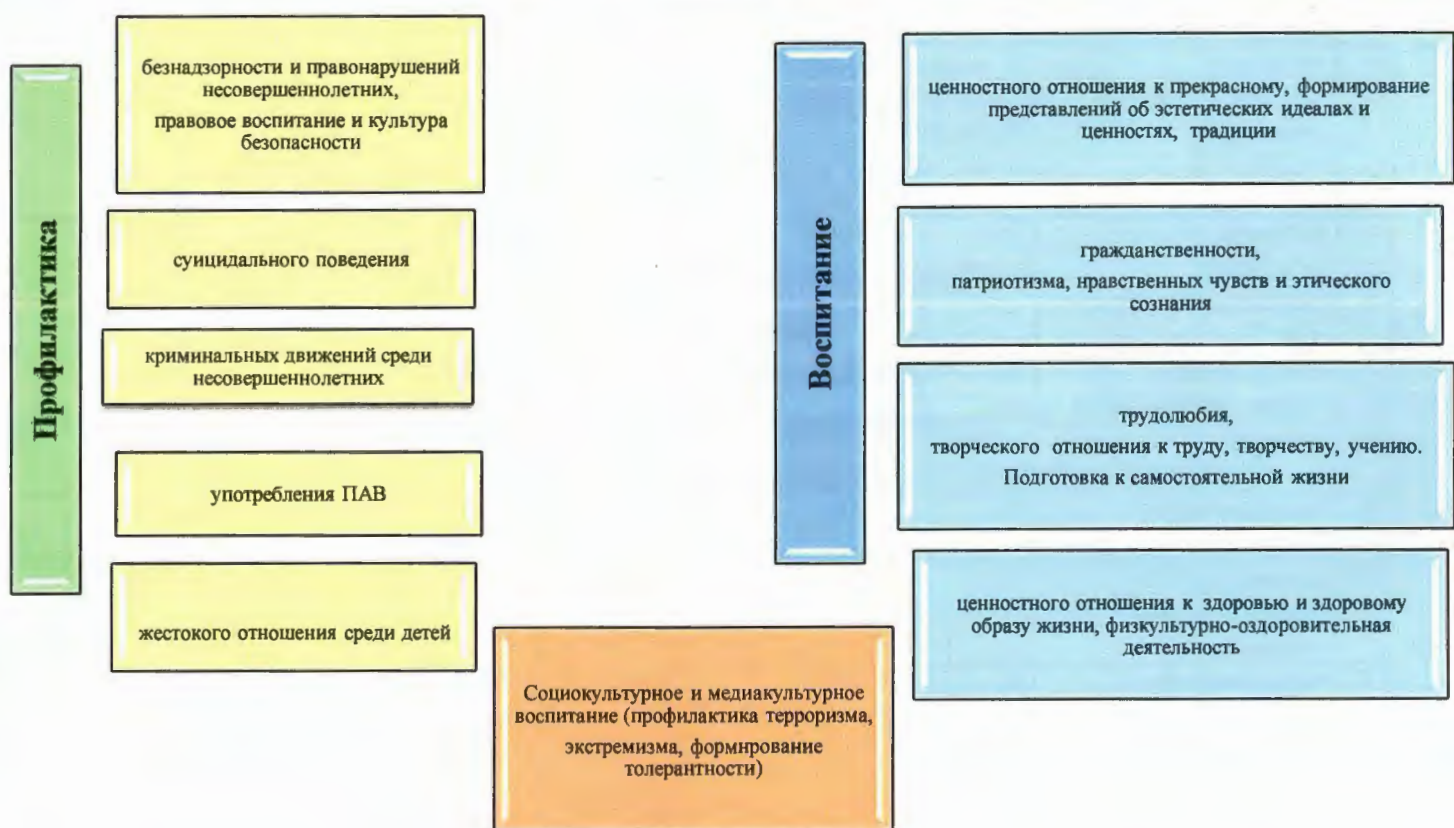 Профилактика
безнадзорности и правонарушений
несовершеннолетних,
правовое воспитание и культура
безопасности
суицидального поведения
криминальных движений среди
несовершеннолетних
употребления ПАВ
жестокого отношения среди детей
Социокультурное и медиакультурное
воспитание (профилактика терроризма,
экстремизма, формирование
толерантности)
Воспитание
ценностного отношения к прекрасному, формирование
представлений об эстетических идеалах и
ценностях, традиции
гражданственности,
патриотизма, нравственных чувств и этического
сознания
трудолюбия,
творческого отношения к труду, творчеству, учению.
Подготовка к самостоятельной жизни
ценностного отношения к здоровью и здоровому
образу жизни, физкультурно-оздоровительная
деятельность